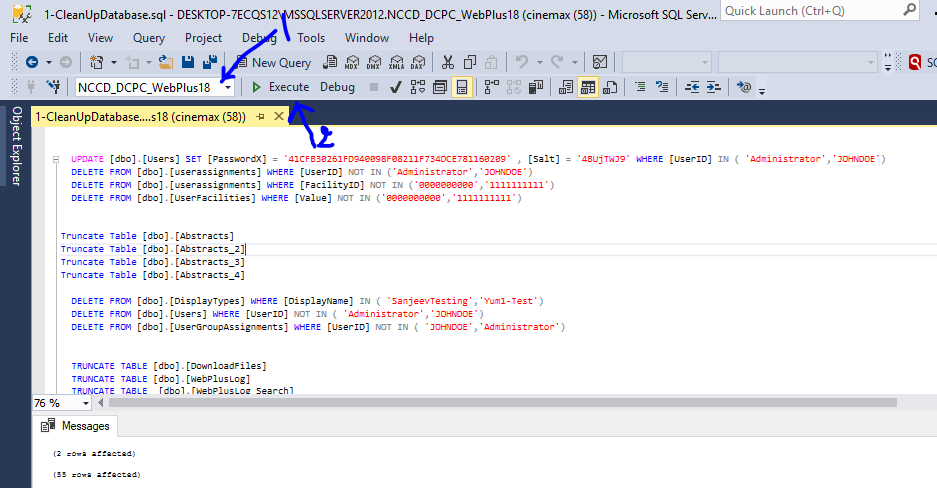 1-CleanUpDatabase.sql - DESKTOP-7ECQS12\MSSQLSERVER2012.NCCD_DCPC_WebPlus18 (cinemax (58)) - Microsoft SQL Serv...
Quick Launch (Ctrl+Q)
File Edit View Query Project Debug Tools Window Help
1
New Query MDX DMX XMLA DAX
NCCD_DCPC_WebPlus18 Execute Debug
2
1-CleanUpDatabase....s18 (cinemax (58))
Object Explorer
UPDATE [dbo].[Users] SET [PasswordX] = '41CFB30261FD940098F08211F734DCE781160209' , [Salt] = '4BUjTWJ9' WHERE [UserID] IN ( 'Administrator','JOHNDOE')
DELETE FROM [dbo].[userassignments] WHERE [UserID] NOT IN ('Administrator','JOHNDOE')
DELETE FROM [dbo].[userassignments] WHERE [FacilityID] NOT IN ('0000000000','1111111111')
DELETE FROM [dbo].[UserFacilities] WHERE [Value] NOT IN ('0000000000','1111111111')
Truncate Table [dbo].[Abstracts]
Truncate Table [dbo].[Abstracts_2]
Truncate Table [dbo].[Abstracts_3]
Truncate Table [dbo].[Abstracts_4]
DELETE FROM [dbo].[DisplayTypes] WHERE [DisplayName] IN ( 'SanjeevTesting','Yuml-Test')
DELETE FROM [dbo].[Users] WHERE [UserID] NOT IN ( 'Administrator','JOHNDOE')
DELETE FROM [dbo].[UserGroupAssignments] WHERE [UserID] NOT IN ( 'JOHNDOE','Administrator')
TRUNCATE TABLE [dbo].[DownloadFiles]
TRUNCATE TABLE [dbo].[WebPlusLog]
TRUNCATE TABLE [dbo].[WebPlusLog_Search]
76 %
Messages
(2 rows affected)
(55 rows affected)